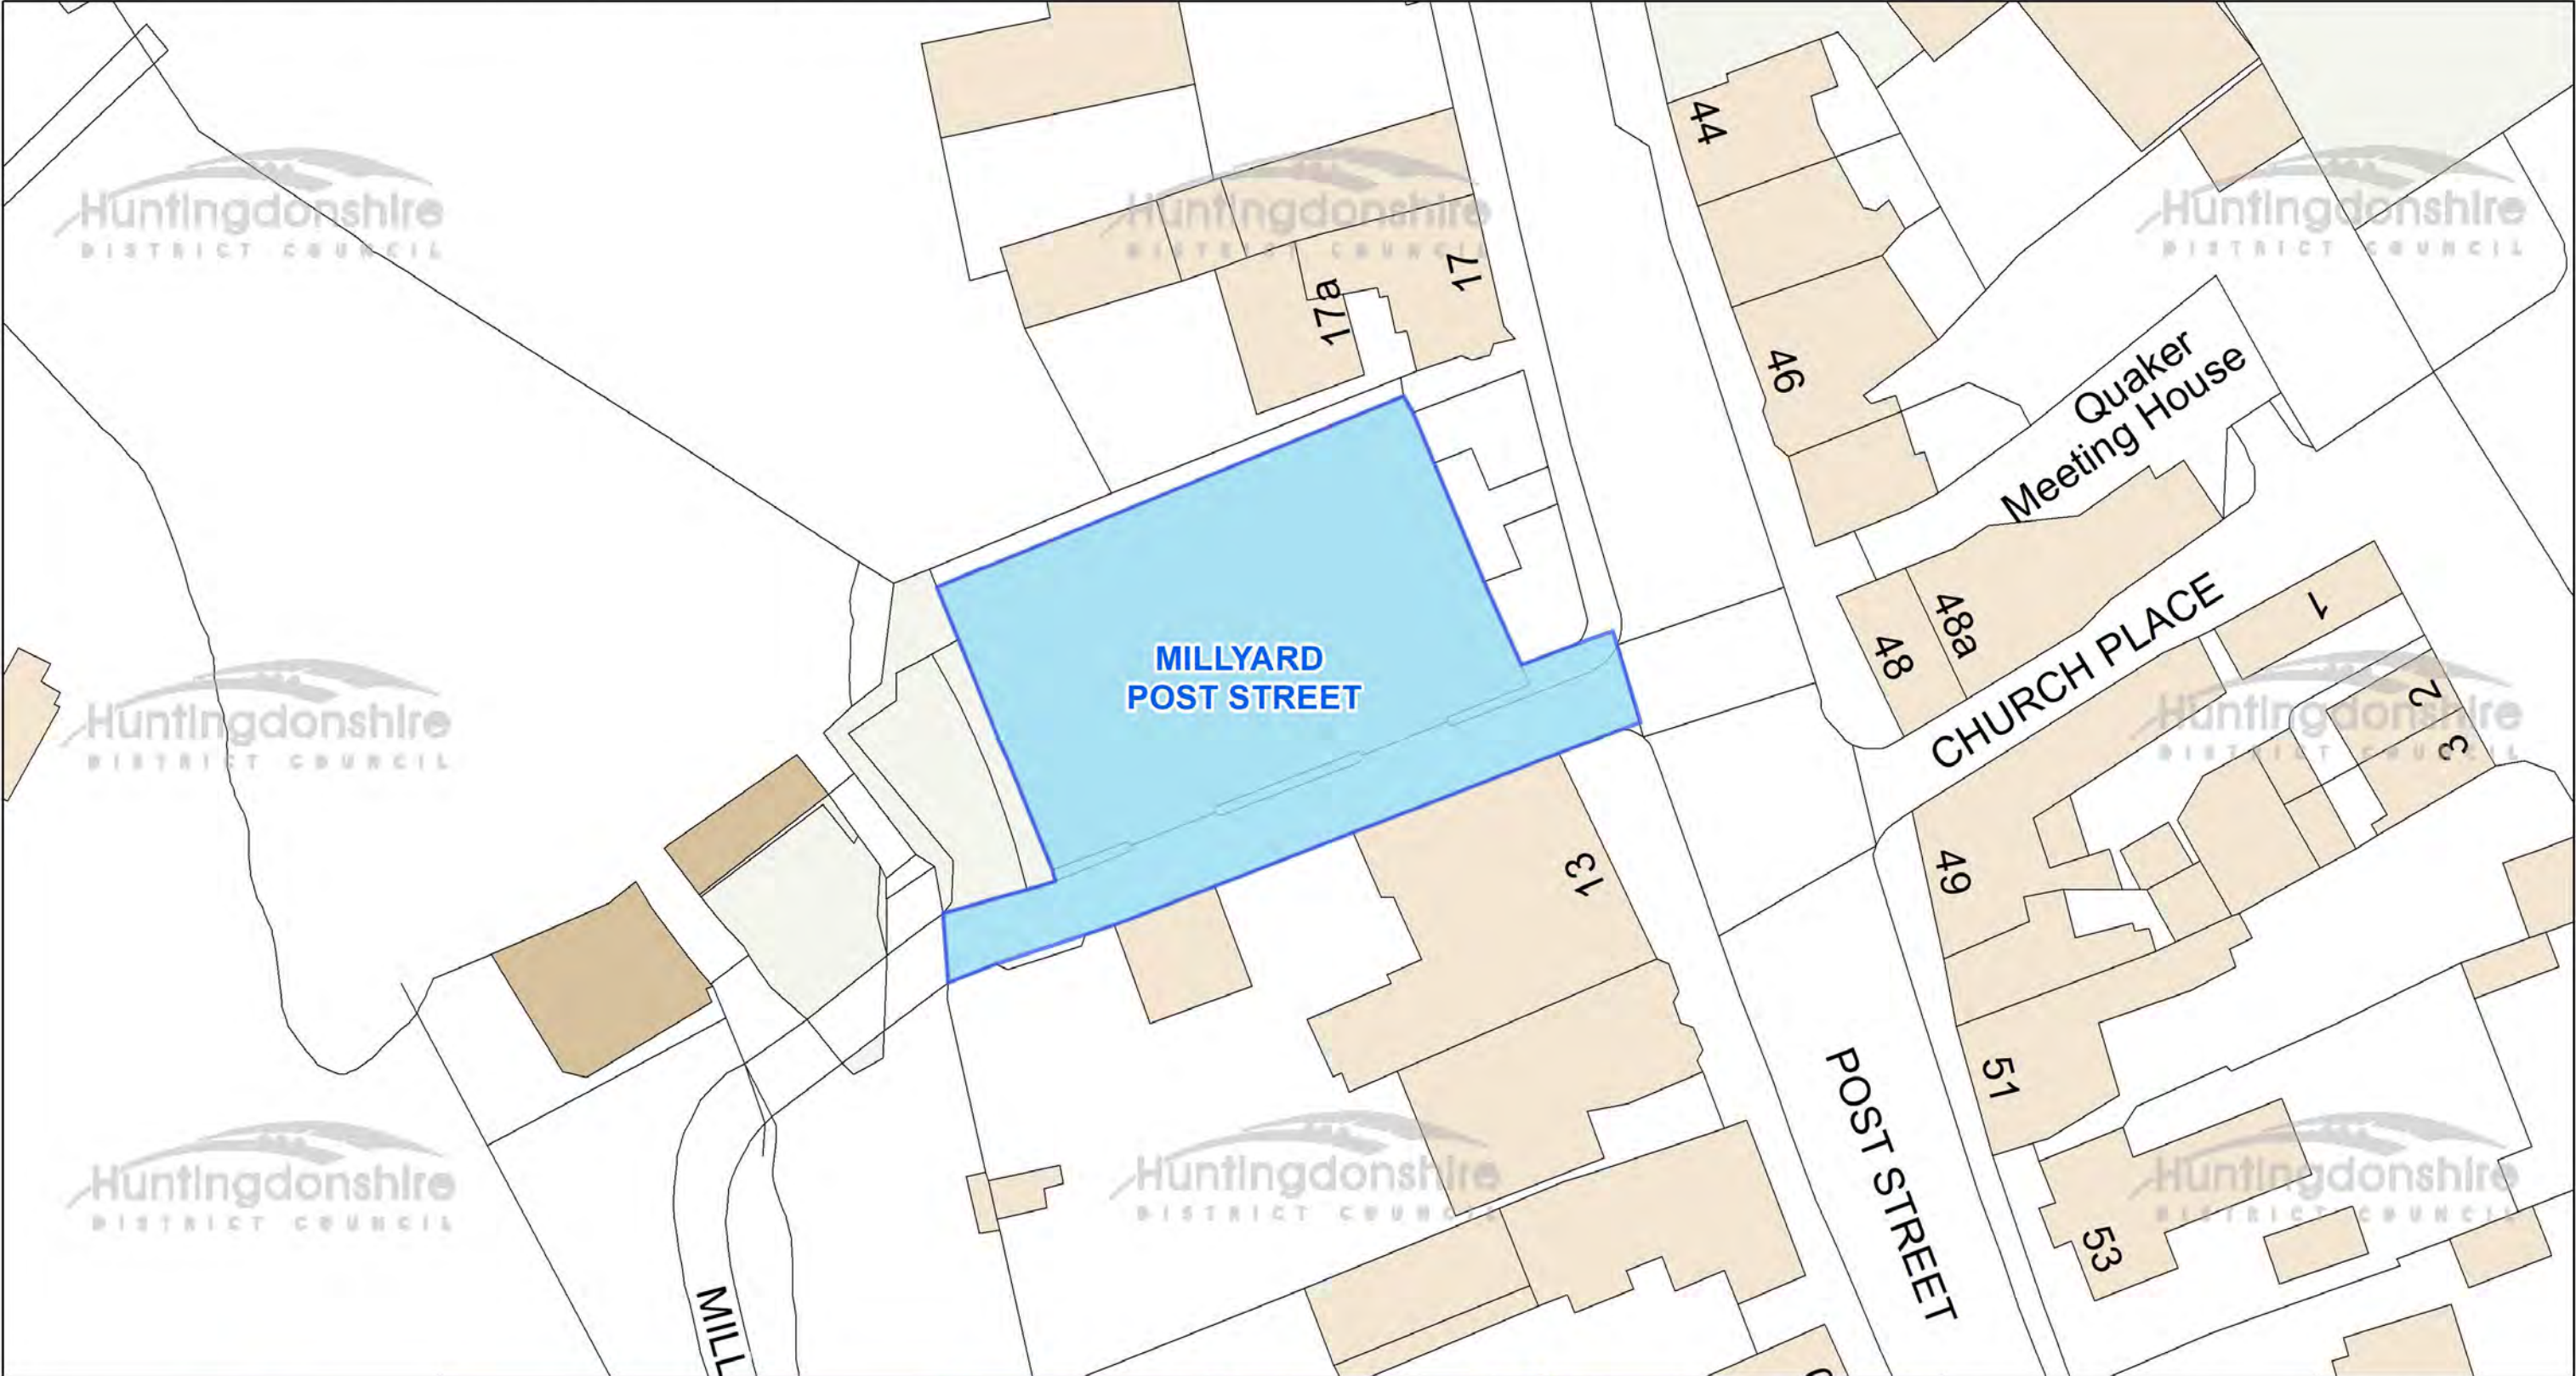 44
Huntingdonshire
DISTRICT COUNCIL
Huntingdonshire
DISTRICT COUNCIL
Huntingdonshire
DISTRICT COUNCIL
17
17a
46
Quaker
Meeting House
48
48a
CHURCH PLACE
1
MILLYARD
POST STREET
2
3
Huntingdonshire
DISTRICT COUNCIL
Huntingdonshire
DISTRICT COUNCIL
13
49
51
POST STREET
Huntingdonshire
DISTRICT COUNCIL
Huntingdonshire
DISTRICT COUNCIL
Huntingdonshire
DISTRICT COUNCIL
53
MILL